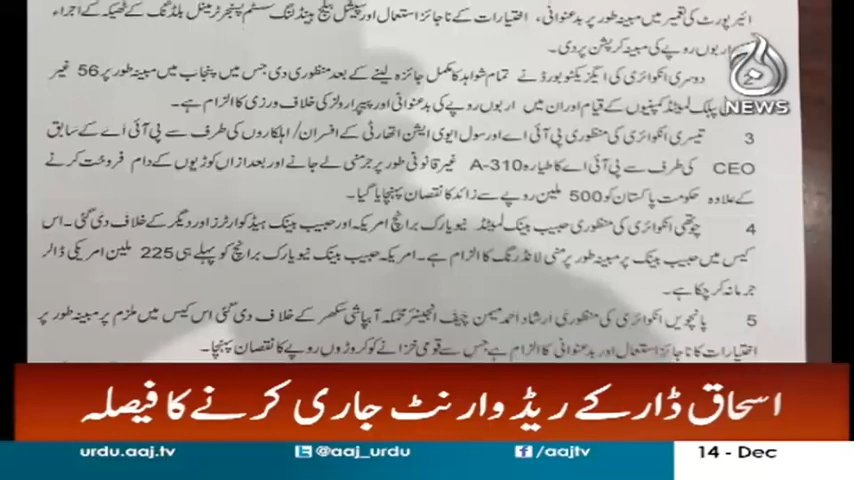 ائیرپورٹ کی تعمیر میں مبینہ طور پر بدعنوانی، اختیارات کے ناجائز استعمال اور سپیشل بیگیج ہینڈلنگ سسٹم پسنجر ٹرمینل بلڈنگ کے ٹھیکہ کے اجراء
اربوں روپے کی مبینہ کرپشن پر دی۔
دوسری انکوائری کی ایگزیکٹو بورڈ نے تمام شواہد کا مکمل جائزہ لینے کے بعد منظوری دی جس میں پنجاب میں مبینہ طور پر 56 غیر
پبلک لمیٹڈ کمپنیوں کے قیام اور ان میں اربوں روپے کی بدعنوانی اور پیپرا رولز کی خلاف ورزی کا الزام ہے۔
aaj
NEWS
3 تیسری انکوائری کی منظوری پی آئی اے اور سول ایوی ایشن اتھارٹی کے افسران/اہلکاروں کی طرف سے پی آئی اے کے سابق
CEO کی طرف سے پی آئی اے کا طیارہ A-310 غیر قانونی طور پر جرمنی لے جانے اور بعد ازاں کوڑیوں کے دام فروخت کرنے
کے علاوہ حکومت پاکستان کو 500 ملین روپے سے زائد کا نقصان پہنچایا گیا۔
4 چوتھی انکوائری کی منظوری حبیب بینک لمیٹڈ نیویارک برانچ امریکہ اور حبیب بینک ہیڈ کوارٹرز اور دیگر کے خلاف دی گئی۔ اس
کیس میں حبیب بینک پر مبینہ طور پر منی لانڈرنگ کا الزام ہے۔ امریکہ حبیب بینک نیویارک برانچ کو پہلے ہی 225 ملین امریکی ڈالر
جرمانہ کر چکا ہے۔
5 پانچویں انکوائری کی منظوری ارشاد احمد میمن چیف انجینئر محکمہ آبپاشی سکھر کے خلاف دی گئی اس کیس میں ملزم پر مبینہ طور پر
اختیارات کا ناجائز استعمال اور بدعنوانی کا الزام ہے جس سے قومی خزانے کو کروڑوں روپے کا نقصان پہنچا۔
اسحاق ڈار کے ریڈ وارنٹ جاری کرنے کا فیصلہ
urdu.aaj.tv @aaj_urdu /aajtv 14 - Dec